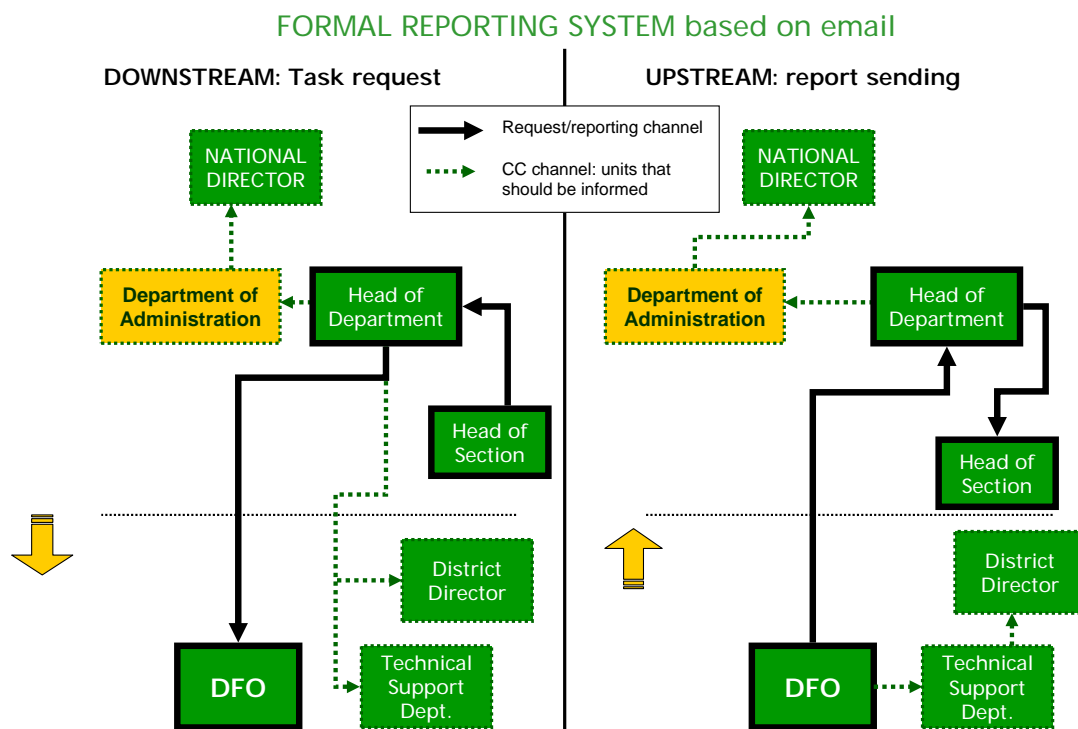 FORMAL REPORTING SYSTEM based on email
DOWNSTREAM: Task request
UPSTREAM: report sending
Request/reporting channel
CC channel: units that
should be informed
NATIONAL
DIRECTOR
Department of
Administration
Head of
Department
Head of
Section
District
Director
DFO
Technical
Support
Dept.
NATIONAL
DIRECTOR
Department of
Administration
Head of
Department
Head of
Section
District
Director
DFO
Technical
Support
Dept.